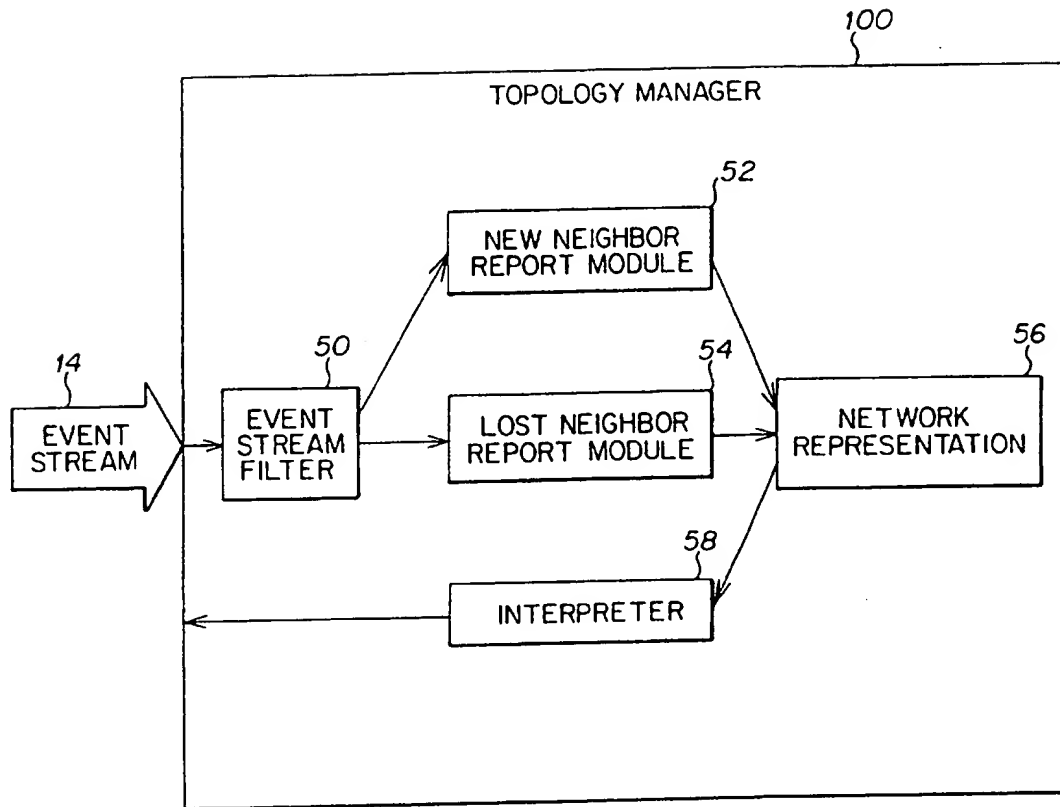 100
TOPOLOGY MANAGER
52
NEW NEIGHBOR
REPORT MODULE
14
EVENT
STREAM
50
EVENT
STREAM
FILTER
54
LOST NEIGHBOR
REPORT MODULE
56
NETWORK
REPRESENTATION
58
INTERPRETER